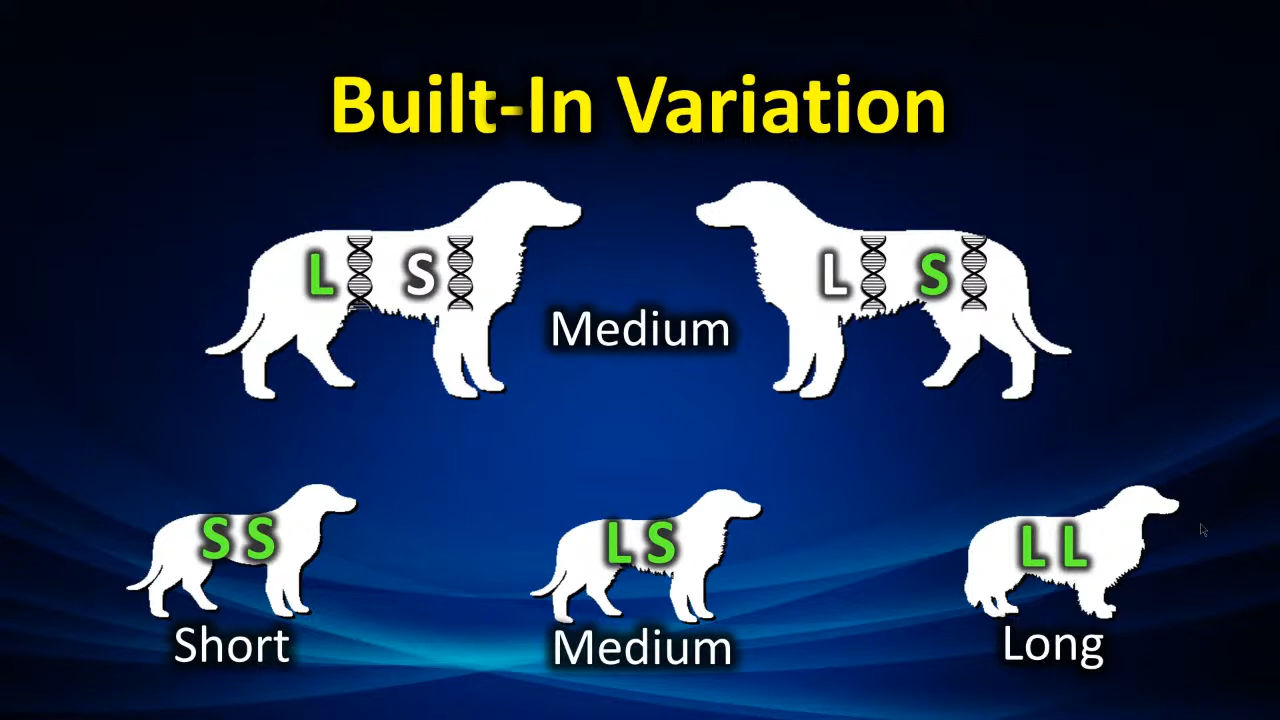 Built-In Variation
L S L S
Medium
S S L S L L
Short Medium Long